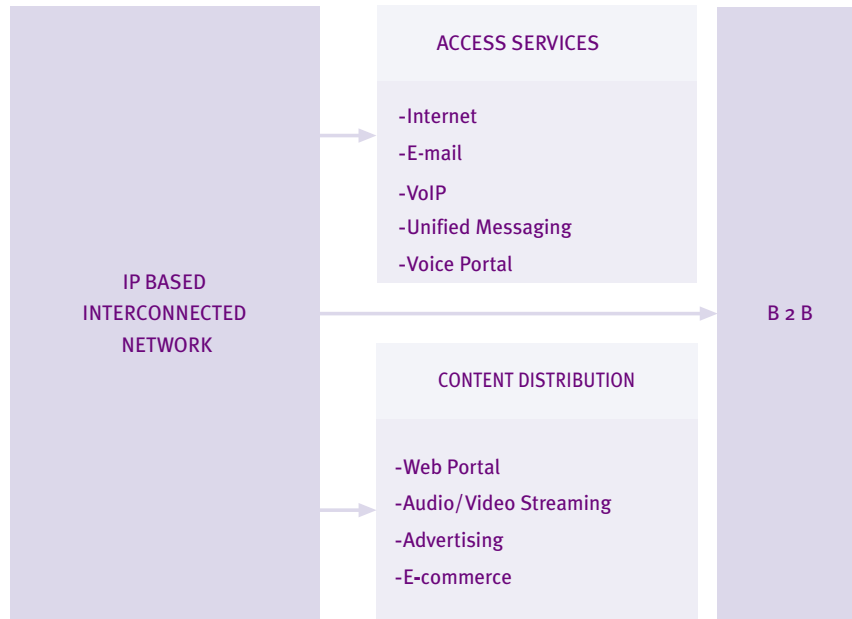 IP BASED
INTERCONNECTED
NETWORK
ACCESS SERVICES
-Internet
-E-mail
-VoIP
-Unified Messaging
-Voice Portal
CONTENT DISTRIBUTION
-Web Portal
-Audio/Video Streaming
-Advertising
-E-commerce
B 2 B